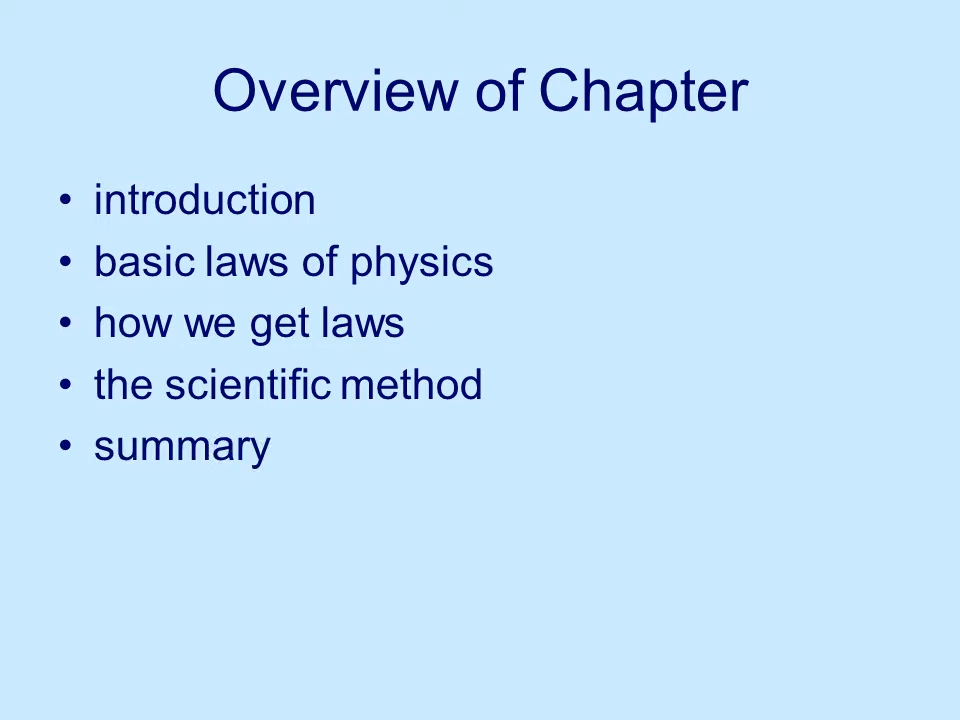 Overview of Chapter
• introduction
• basic laws of physics
• how we get laws
• the scientific method
• summary